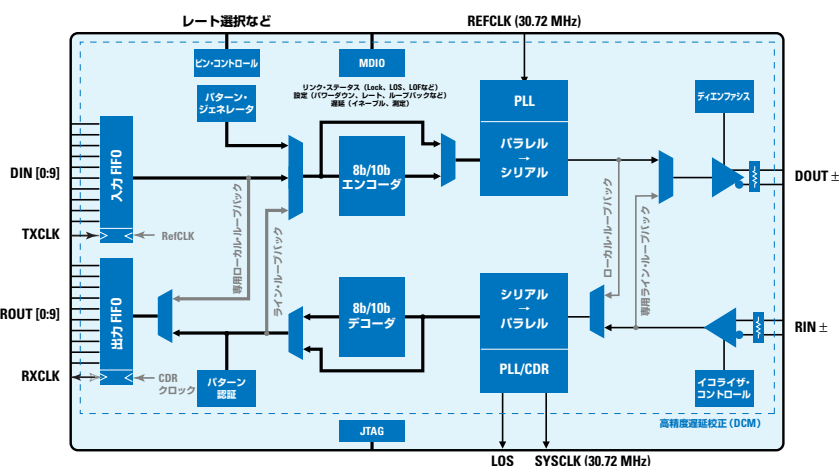 レート選択など
REFCLK (30.72 MHz)
ピン・コントロール
MDIO
リンク・ステータス (Lock、LOS、LOFなど)
設定 (パワーダウン、レート、ループバックなど)
遅延 (イネーブル、測定)
パターン・
ジェネレータ
PLL
ディエンファシス
入力 FIFO
8b/10b
エンコーダ
パラレル
→
シリアル
DIN [0:9]
DOUT ±
TXCLK
RefCLK
専用ローカル・ループバック
ライン・ループバック
ローカル・ループバック
専用ライン・ループバック
出力 FIFO
8b/10b
デコーダ
シリアル
→
パラレル
ROUT [0:9]
RIN ±
RXCLK
CDR
クロック
パターン
認証
PLL/CDR
イコライザ・
コントロール
高精度遅延校正 (DCM)
JTAG
LOS
SYSCLK (30.72 MHz)